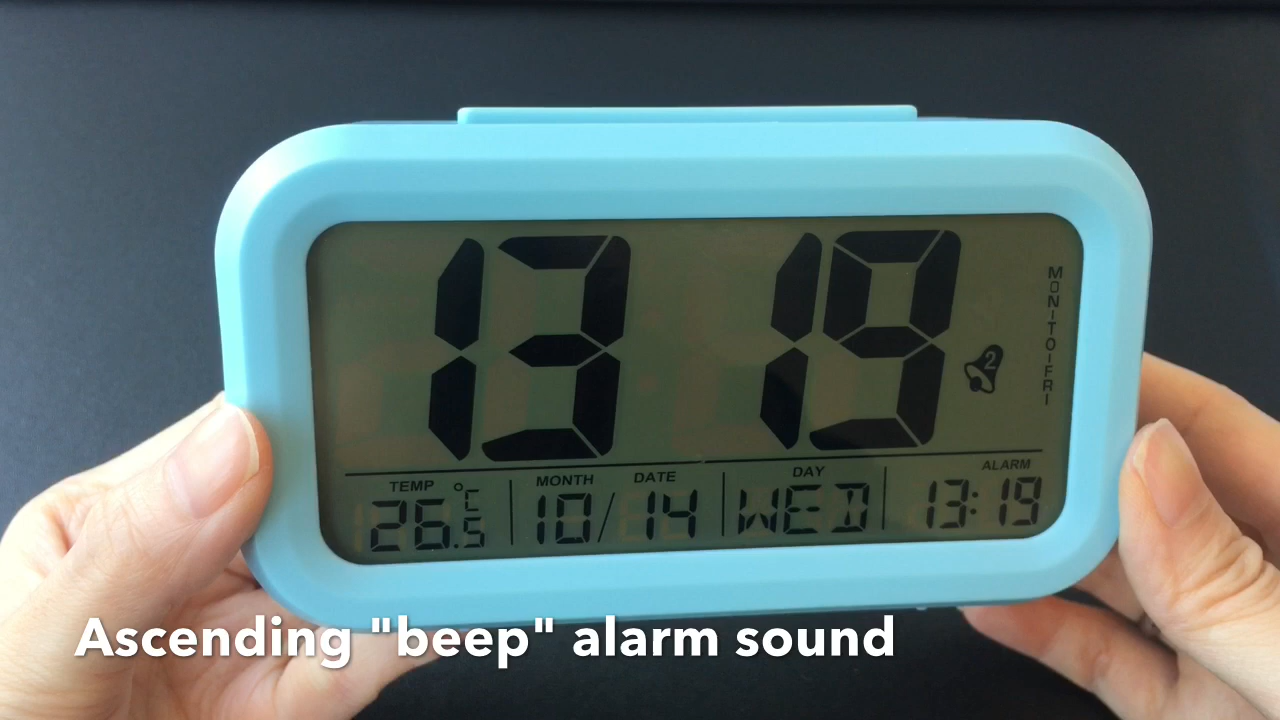 13 19
2
MON|TO|FRI
TEMP MONTH DATE DAY ALARM
26.5 °C 10/14 WED 13:19
Ascending "beep" alarm sound